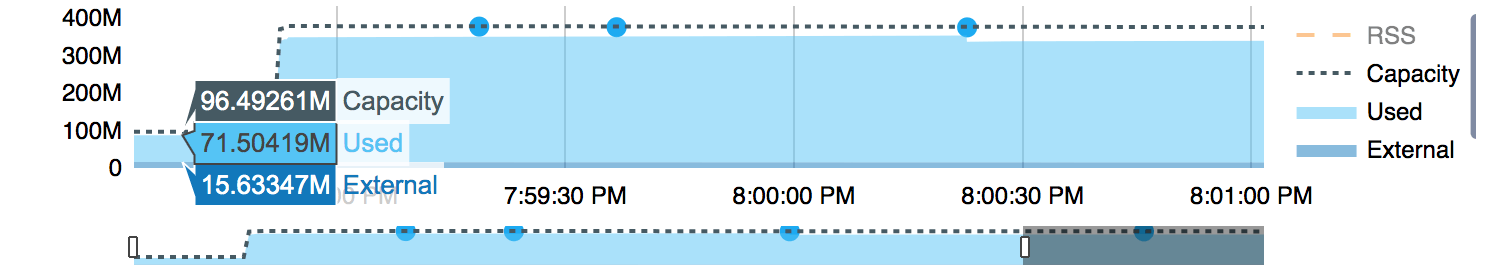 400M
300M
200M
100M
0
96.49261M Capacity
71.50419M Used
15.63347M External
00 PM
7:59:30 PM
8:00:00 PM
8:00:30 PM
8:01:00 PM
RSS
Capacity
Used
External